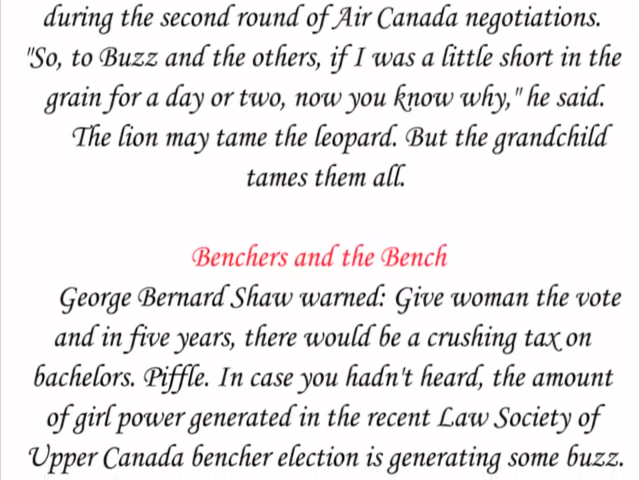 during the second round of Air Canada negotiations.
"So, to Buzz and the others, if I was a little short in the
grain for a day or two, now you know why," he said.
The lion may tame the leopard. But the grandchild
tames them all.
Benchers and the Bench
George Bernard Shaw warned: Give woman the vote
and in five years, there would be a crushing tax on
bachelors. Piffle. In case you hadn't heard, the amount
of girl power generated in the recent Law Society of
Upper Canada bencher election is generating some buzz.